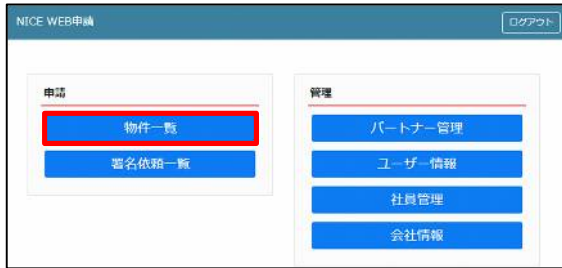 NICE WEB申請
ログアウト
申請
物件一覧
署名依頼一覧
管理
パートナー管理
ユーザー情報
社員管理
会社情報